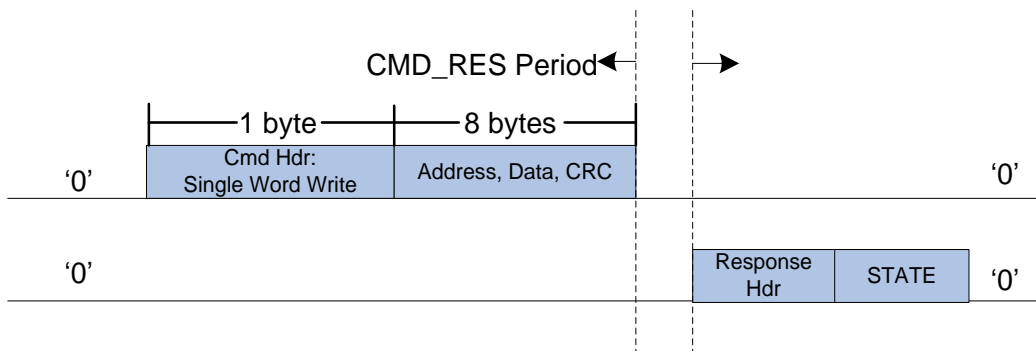 CMD_RES Period
1 byte
8 bytes
‘0’
Cmd Hdr:
Single Word Write
Address, Data, CRC
‘0’
‘0’
Response
Hdr
STATE
‘0’